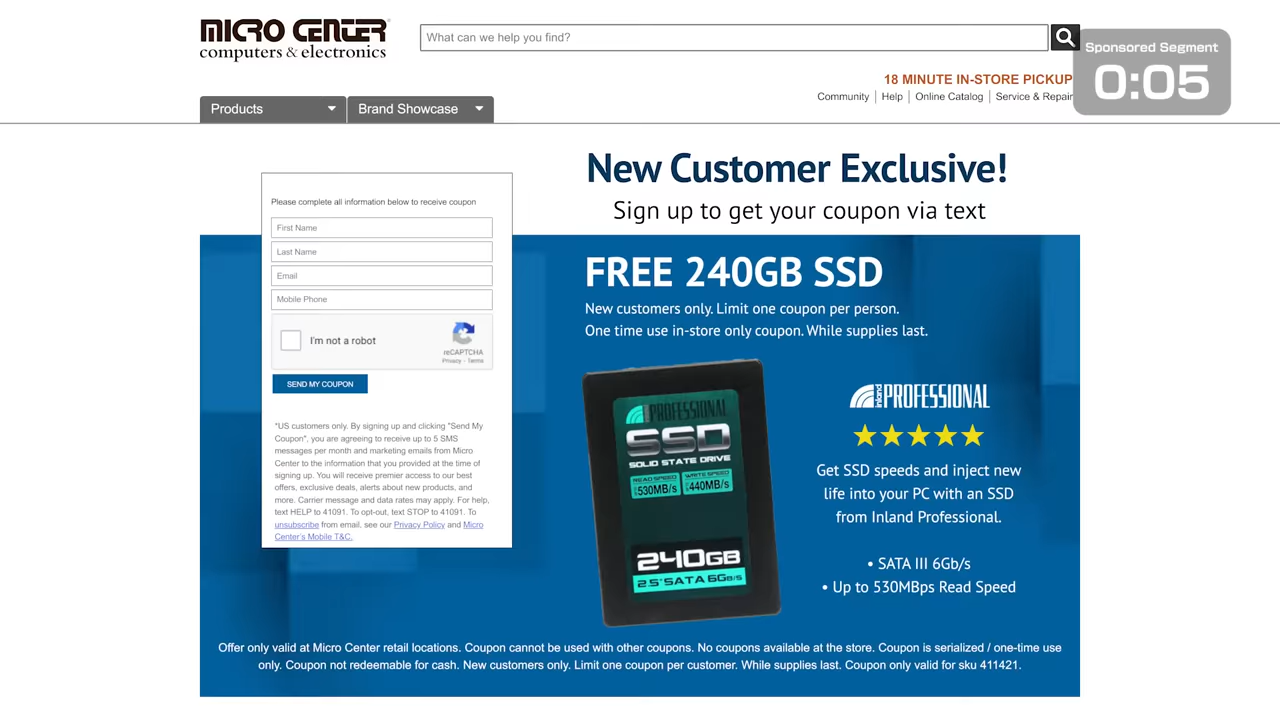 MICRO CENTER
computers & electronics
What can we help you find?
Sponsored Segment
0:05
18 MINUTE IN-STORE PICKUP
Community | Help | Online Catalog | Service & Repair
Products
Brand Showcase
New Customer Exclusive!
Sign up to get your coupon via text
Please complete all information below to receive coupon
First Name
Last Name
Email
Mobile Phone
I'm not a robot
reCAPTCHA
Privacy - Terms
SEND MY COUPON
*US customers only. By signing up and clicking "Send My
Coupon", you are agreeing to receive up to 5 SMS
messages per month and marketing emails from Micro
Center to the information that you provided at the time of
signing up. You will receive premier access to our best
offers, exclusive deals, alerts about new products, and
more. Carrier message and data rates may apply. For help,
text HELP to 41091. To opt-out, text STOP to 41091. To
unsubscribe from email. see our Privacy Policy and Micro
Center's Mobile T&C.
FREE 240GB SSD
New customers only. Limit one coupon per person.
One time use in-store only coupon. While supplies last.
PROFESSIONAL
SSD
SOLID STATE DRIVE
READ SPEED
530MB/s
WRITE SPEED
440MB/s
240GB
2.5" SATA 6GB/s
inland PROFESSIONAL
Get SSD speeds and inject new
life into your PC with an SSD
from Inland Professional.
• SATA III 6Gb/s
• Up to 530MBps Read Speed
Offer only valid at Micro Center retail locations. Coupon cannot be used with other coupons. No coupons available at the store. Coupon is serialized / one-time use
only. Coupon not redeemable for cash. New customers only. Limit one coupon per customer. While supplies last. Coupon only valid for sku 411421.